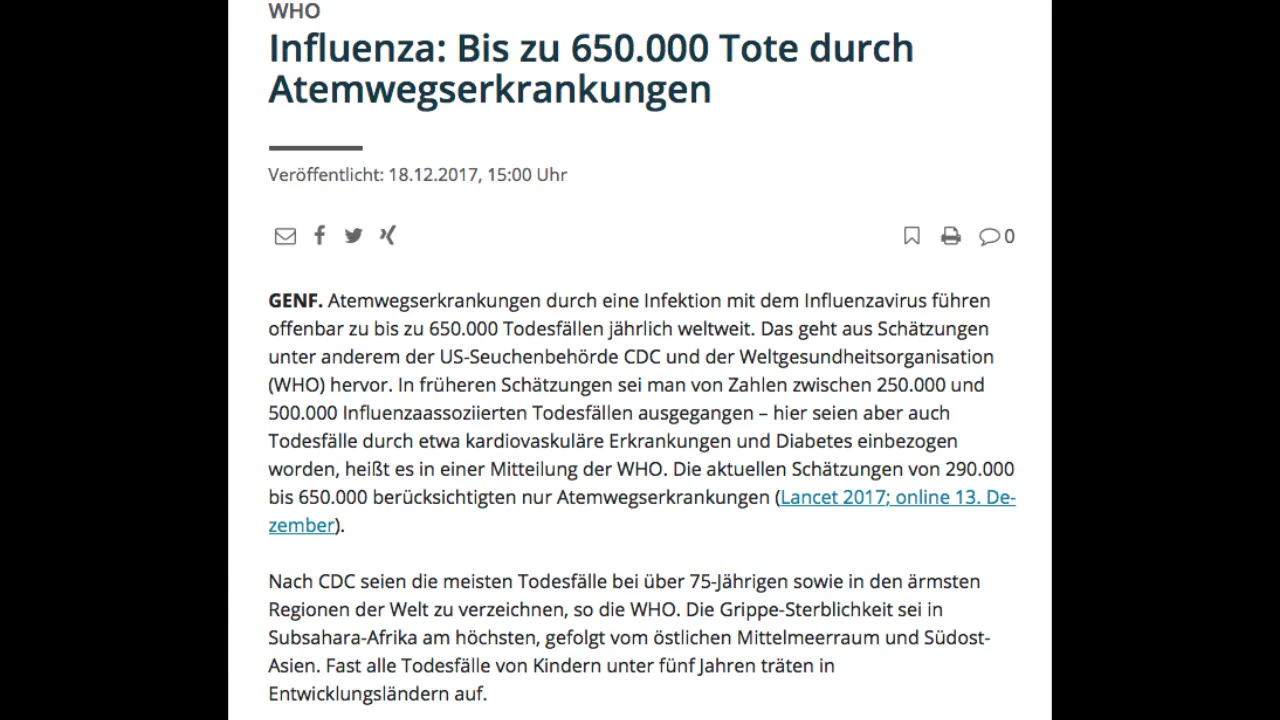 WHO
Influenza: Bis zu 650.000 Tote durch
Atemwegserkrankungen
Veröffentlicht: 18.12.2017, 15:00 Uhr
0
GENF. Atemwegserkrankungen durch eine Infektion mit dem Influenzavirus führen
offenbar zu bis zu 650.000 Todesfällen jährlich weltweit. Das geht aus Schätzungen
unter anderem der US-Seuchenbehörde CDC und der Weltgesundheitsorganisation
(WHO) hervor. In früheren Schätzungen sei man von Zahlen zwischen 250.000 und
500.000 Influenzaassoziierten Todesfällen ausgegangen – hier seien aber auch
Todesfälle durch etwa kardiovaskuläre Erkrankungen und Diabetes einbezogen
worden, heißt es in einer Mitteilung der WHO. Die aktuellen Schätzungen von 290.000
bis 650.000 berücksichtigten nur Atemwegserkrankungen (Lancet 2017; online 13. De-
zember).
Nach CDC seien die meisten Todesfälle bei über 75-Jährigen sowie in den ärmsten
Regionen der Welt zu verzeichnen, so die WHO. Die Grippe-Sterblichkeit sei in
Subsahara-Afrika am höchsten, gefolgt vom östlichen Mittelmeerraum und Südost-
Asien. Fast alle Todesfälle von Kindern unter fünf Jahren träten in
Entwicklungsländern auf.